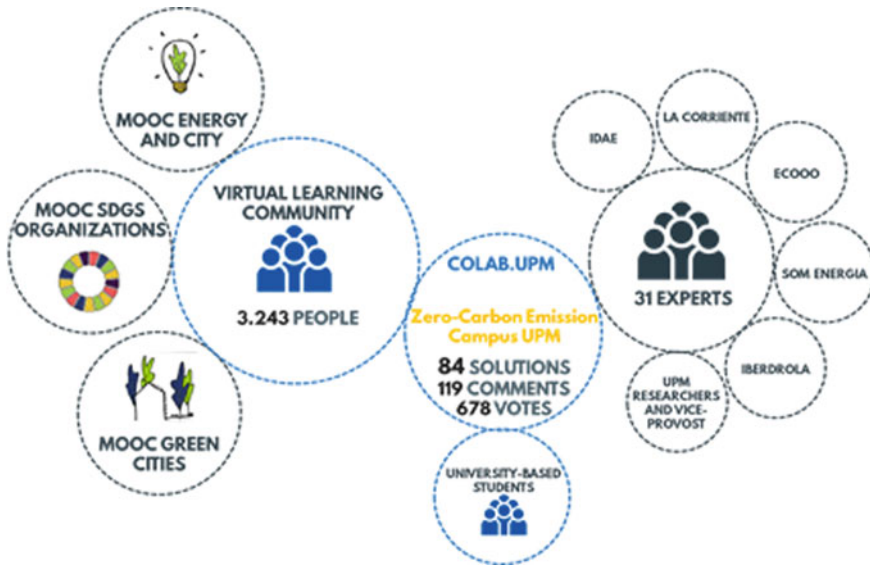 MOOC ENERGY
AND CITY
MOOC SDGS
ORGANIZATIONS
MOOC GREEN
CITIES
VIRTUAL LEARNING
COMMUNITY
3.243 PEOPLE
COLAB.UPM
Zero-Carbon Emission
Campus UPM
84 SOLUTIONS
119 COMMENTS
678 VOTES
UNIVERSITY-BASED
STUDENTS
31 EXPERTS
IDAE
LA CORRIENTE
ECOOO
SOM ENERGIA
IBERDROLA
UPM
RESEARCHERS
AND VICE-
PROVOST